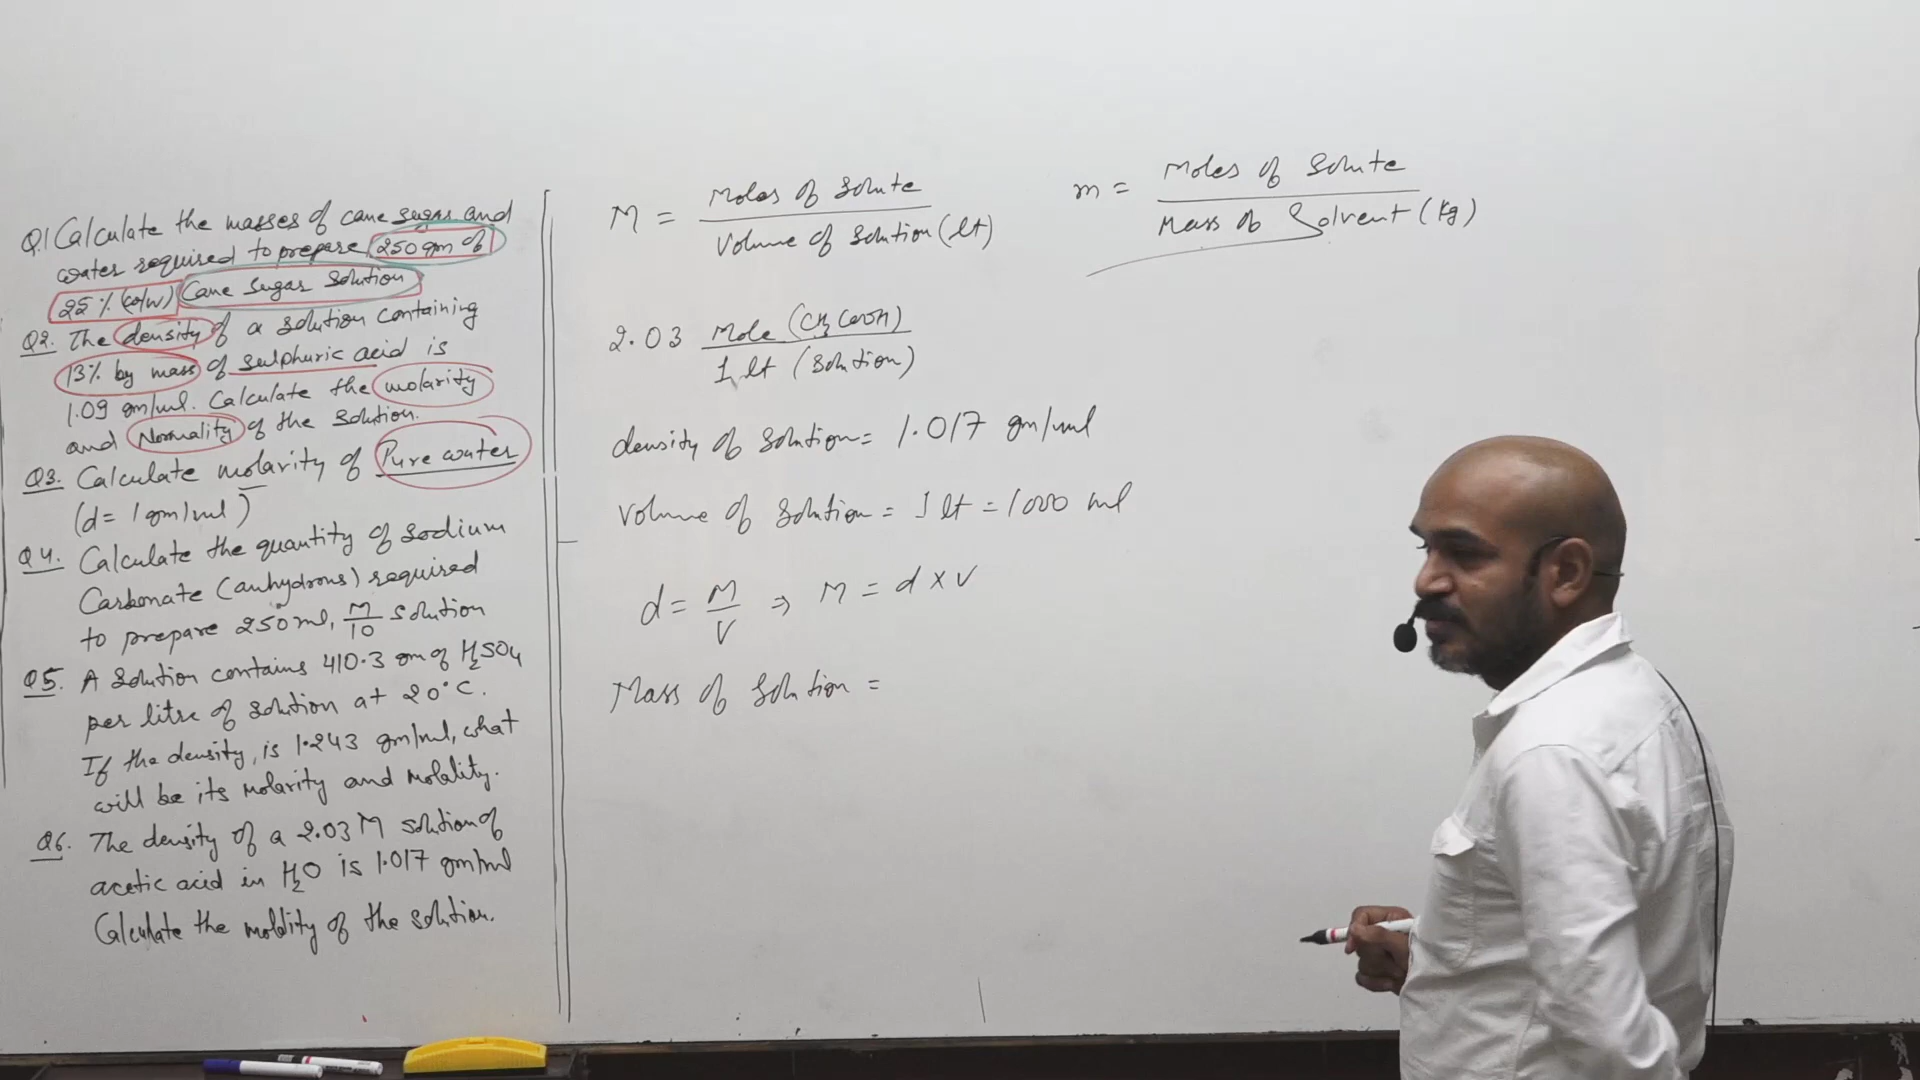 Q.1 Calculate the masses of cane sugar and
water required to prepare 250 gm of
25% (w/w) Cane Sugar Solution
Q2. The density of a solution containing
13% by mass of sulphuric acid is
1.09 gm/ml. Calculate the molarity
and Normality of the solution.
Q3. Calculate molarity of Pure water
(d = 1 gm/ml)
Q4. Calculate the quantity of sodium
Carbonate (anhydrous) required
to prepare 250 ml, M/10 solution
Q5. A solution contains 410.3 gm of H₂SO₄
per litre of solution at 20°C.
If the density, is 1.243 gm/ml, what
will be its molarity and molality.
Q6. The density of a 2.03 M solution of
acetic acid in H₂O is 1.017 gm/ml
Calculate the molality of the solution.
M = Moles of Solute / Volume of Solution (lt)
m = Moles of Solute / Mass of Solvent (Kg)
2.03 Mole (CH₃COOH) / 1 lt (Solution)
density of Solution = 1.017 gm/ml
Volume of Solution = 1 lt = 1000 ml
d = M/V ⇒ M = d × V
Mass of Solution =